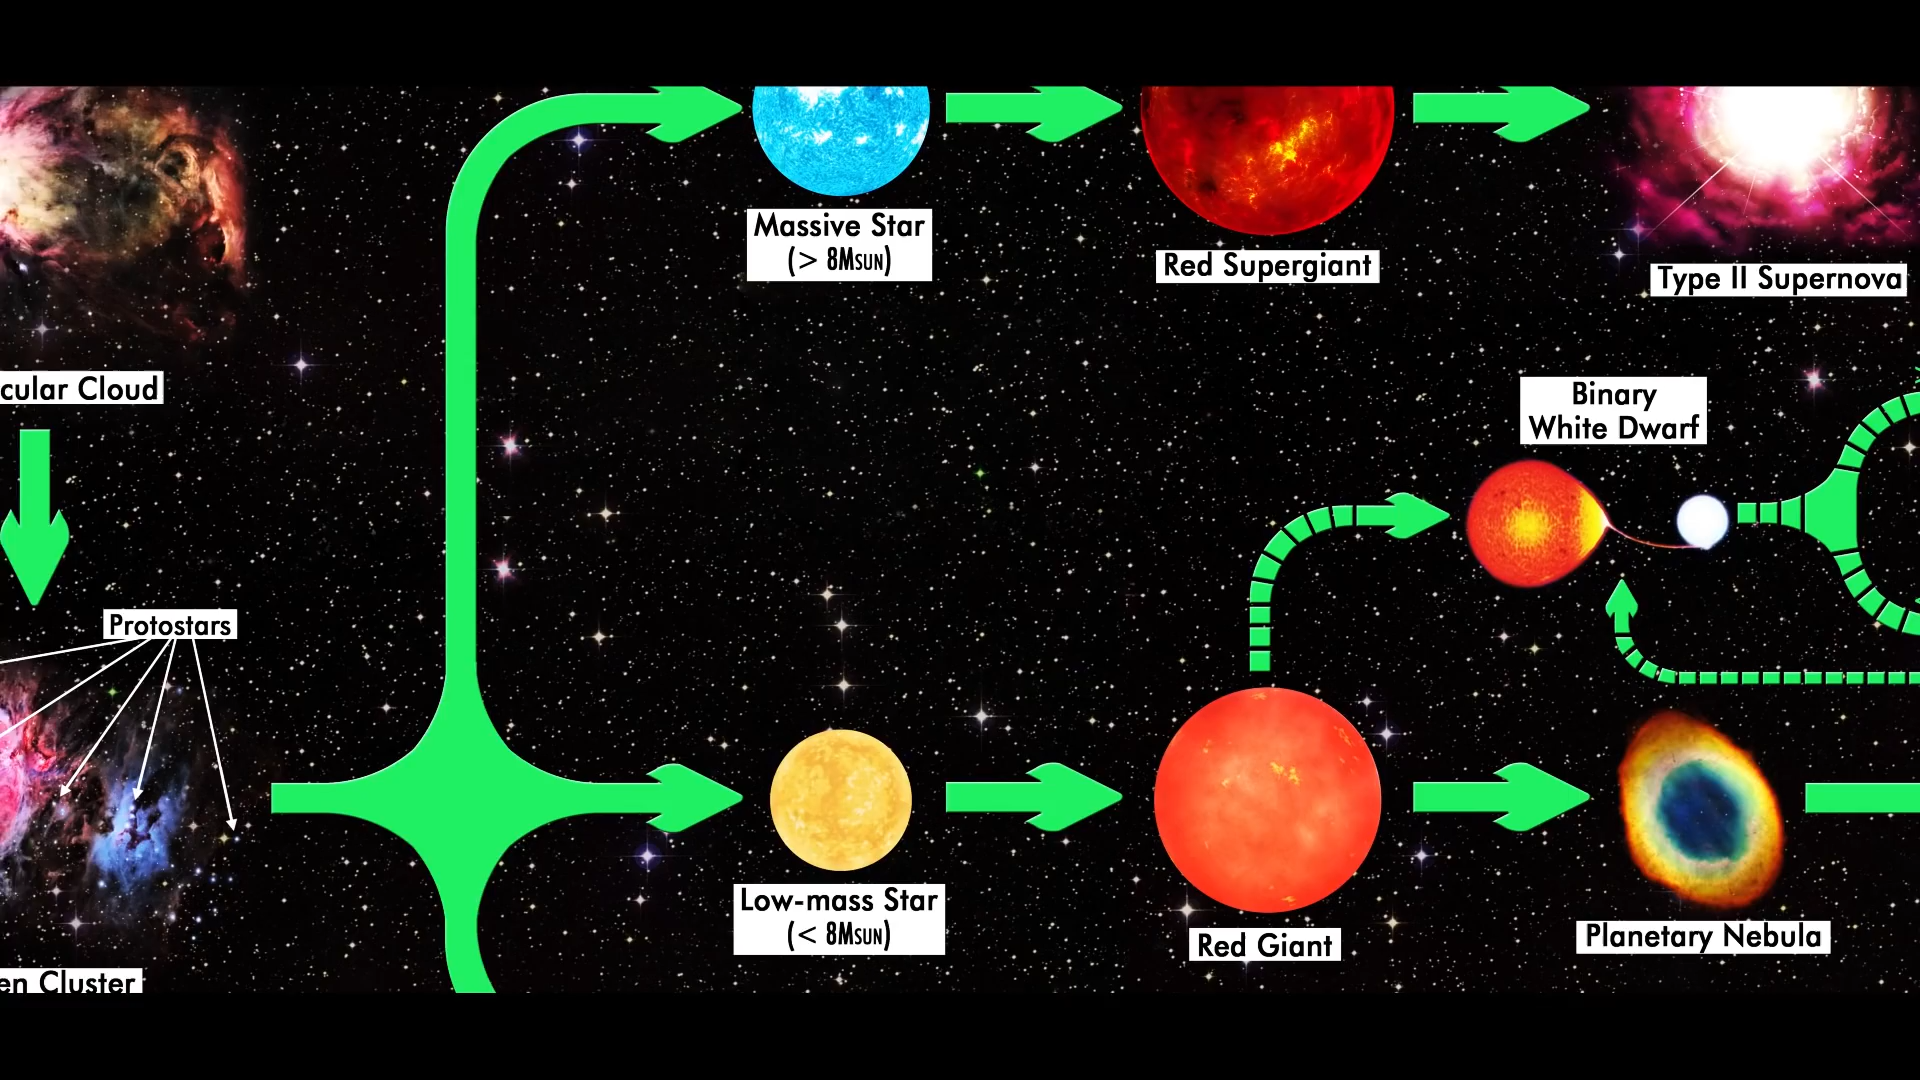 Massive Star
(> 8MSUN)
Red Supergiant
Type II Supernova
cular Cloud
Binary
White Dwarf
Protostars
Low-mass Star
(< 8MSUN)
Red Giant
Planetary Nebula
en Cluster